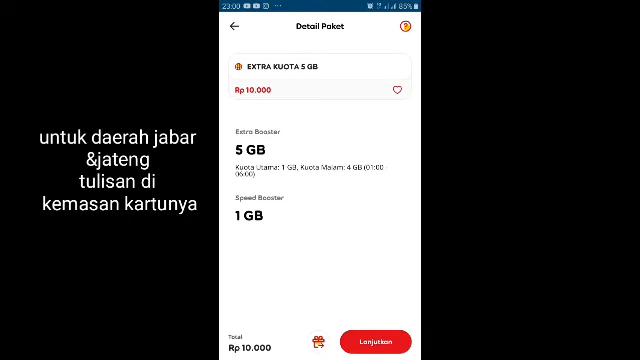 23:00
85%
Detail Paket
EXTRA KUOTA 5 GB
Rp 10.000
untuk daerah jabar
&jateng
tulisan di
kemasan kartunya
Extra Booster
5 GB
Kuota Utama: 1 GB, Kuota Malam: 4 GB (01:00 -
06:00)
Speed Booster
1 GB
Total
Rp 10.000
Lanjutkan